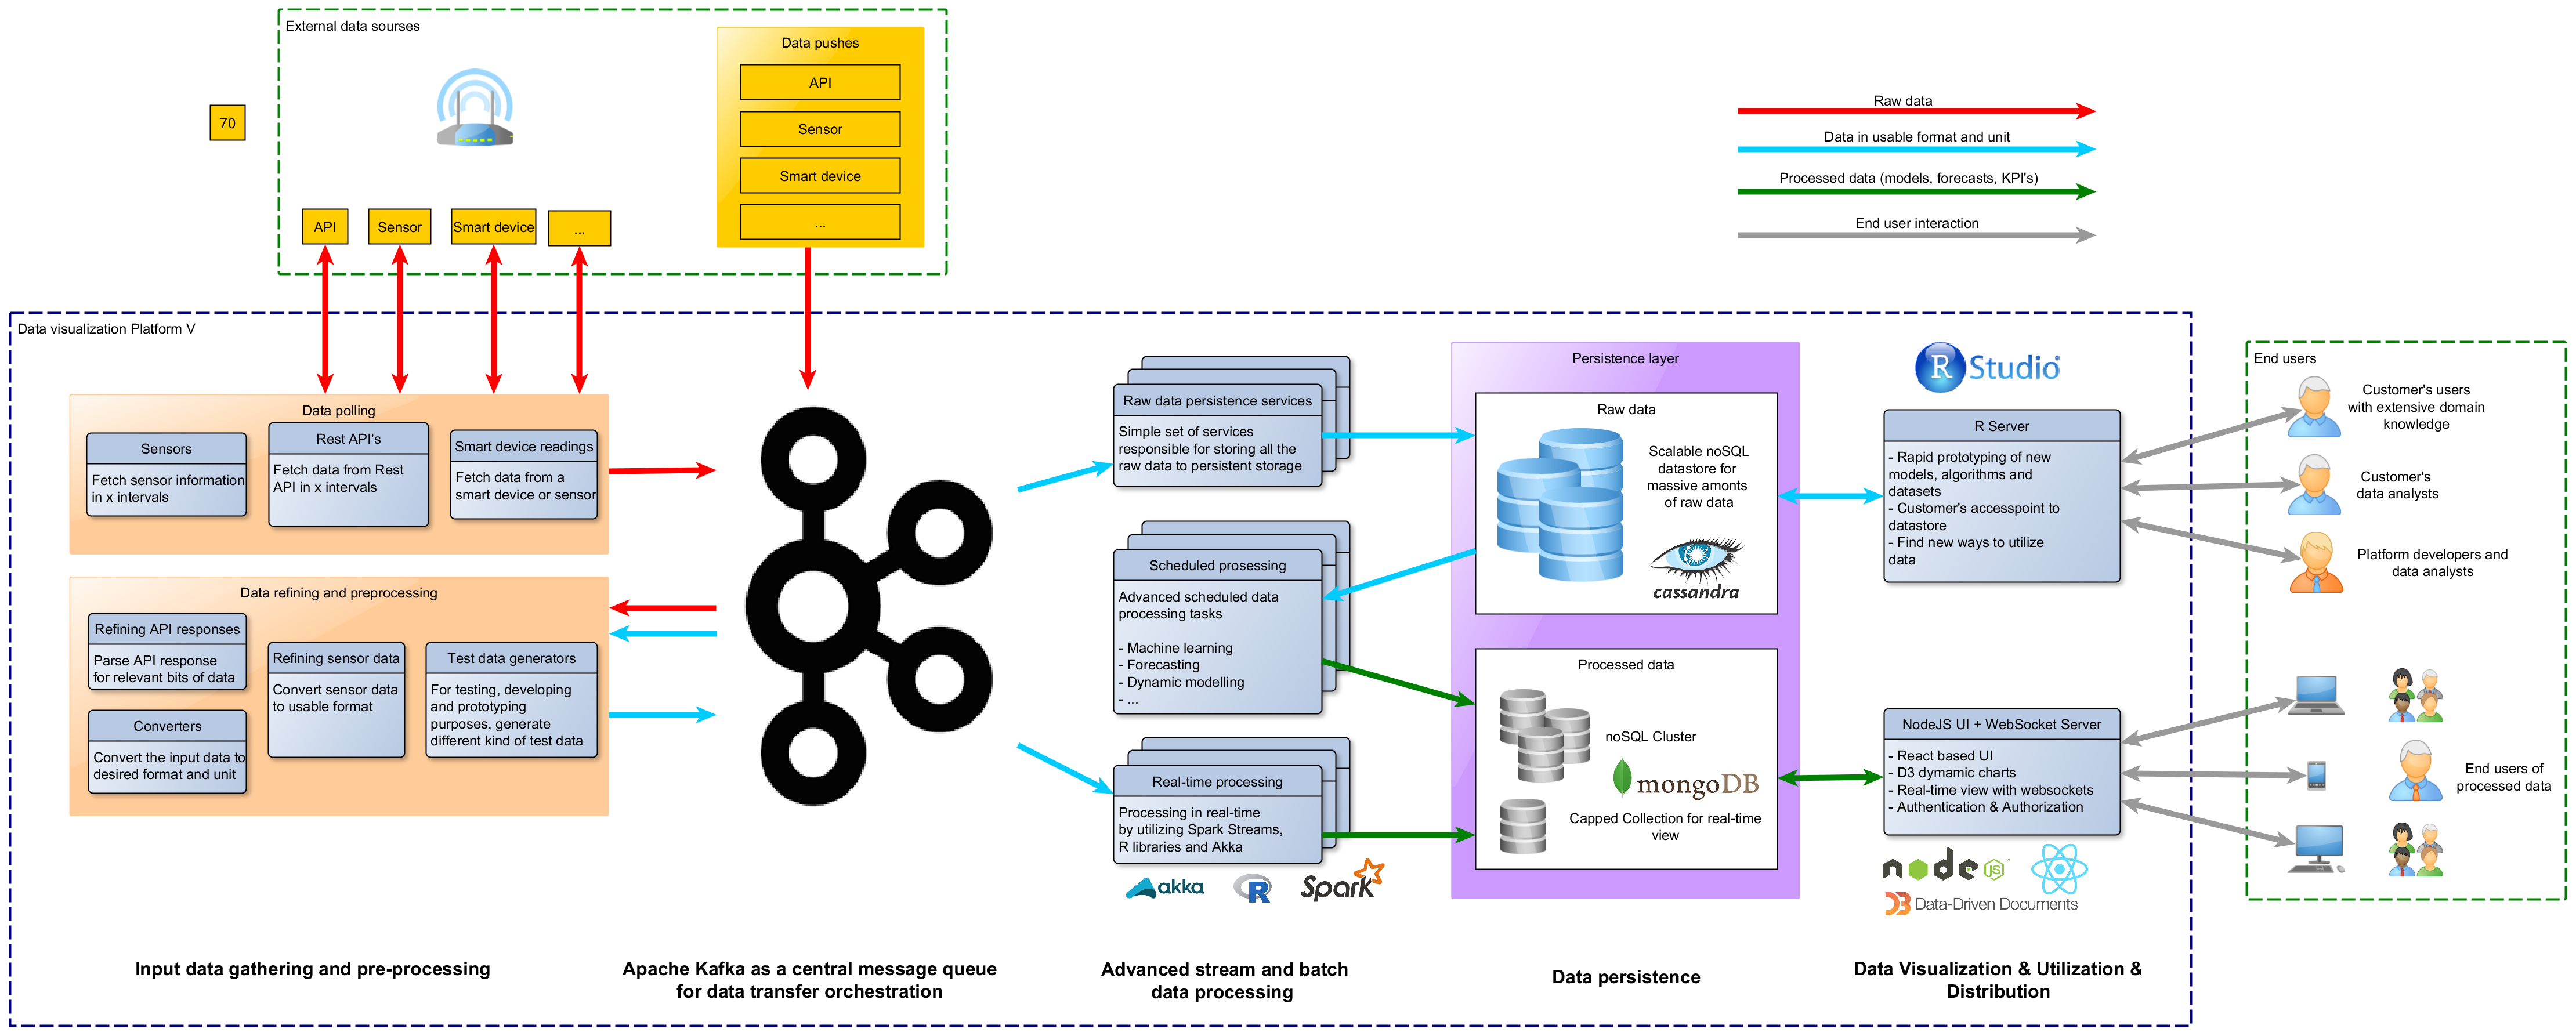 External data sourses
Data pushes
API
Sensor
Smart device
...
70
API
Sensor
Smart device
...
Raw data
Data in usable format and unit
Processed data (models, forecasts, KPI's)
End user interaction
Data visualization Platform V
Data polling
Sensors
Fetch sensor information
in x intervals
Rest API's
Fetch data from Rest
API in x intervals
Smart device readings
Fetch data from a
smart device or sensor
Data refining and preprocessing
Refining API responses
Parse API response
for relevant bits of data
Converters
Convert the input data to
desired format and unit
Refining sensor data
Convert sensor data
to usable format
Test data generators
For testing, developing
and prototyping
purposes, generate
different kind of test data
Raw data persistence services
Simple set of services
responsible for storing all the
raw data to persistent storage
Scheduled prosessing
Advanced scheduled data
processing tasks
- Machine learning
- Forecasting
- Dynamic modelling
- ...
Real-time processing
Processing in real-time
by utilizing Spark Streams,
R libraries and Akka
akka
R
Spark
Persistence layer
Raw data
Scalable noSQL
datastore for
massive amonts
of raw data
cassandra
Processed data
noSQL Cluster
mongoDB
Capped Collection for real-time
view
R Studio
R Server
- Rapid prototyping of new
models, algorithms and
datasets
- Customer's accesspoint to
datastore
- Find new ways to utilize
data
NodeJS UI + WebSocket Server
- React based UI
- D3 dymamic charts
- Real-time view with websockets
- Authentication & Authorization
node JS
D3 Data-Driven Documents
End users
Customer's users
with extensive domain
knowledge
Customer's
data analysts
Platform developers and
data analysts
End users of
processed data
Input data gathering and pre-processing
Apache Kafka as a central message queue
for data transfer orchestration
Advanced stream and batch
data processing
Data persistence
Data Visualization & Utilization &
Distribution